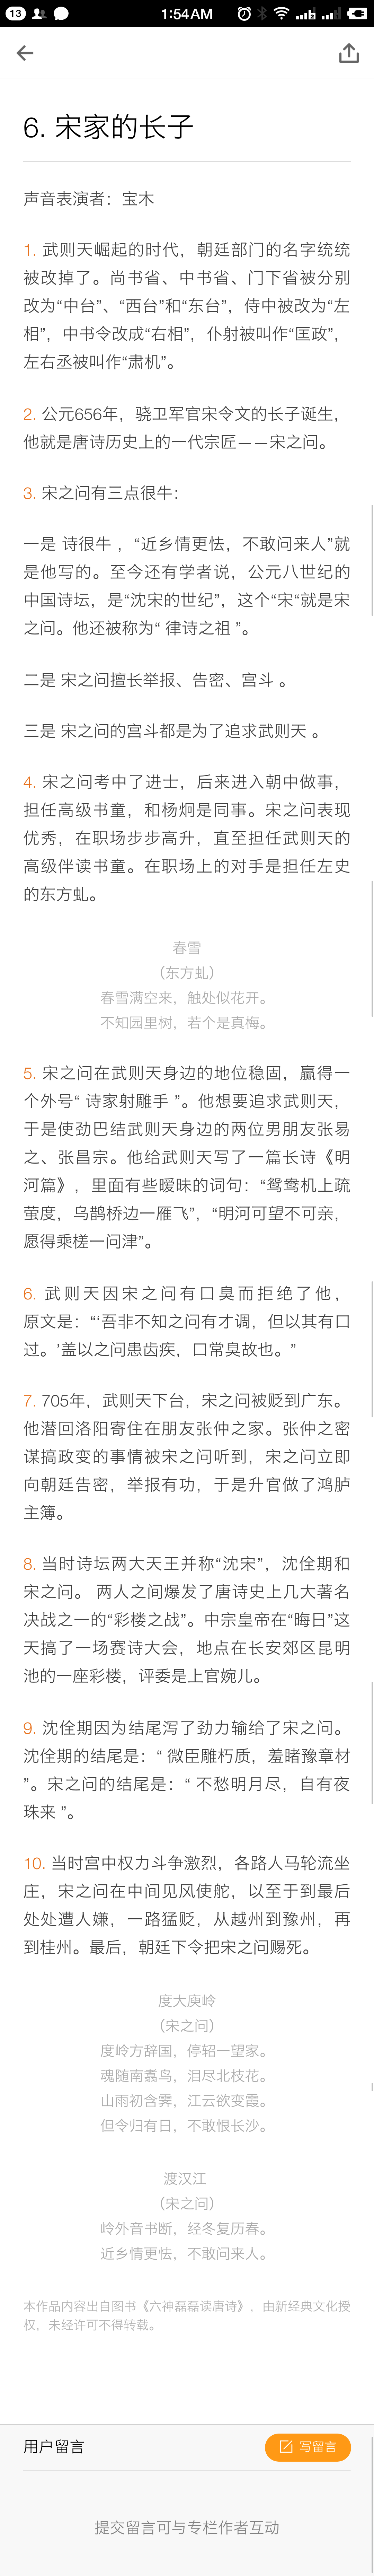 13
1:54AM
6. 宋家的长子
声音表演者：宝木
1. 武则天崛起的时代，朝廷部门的名字统统
被改掉了。尚书省、中书省、门下省被分别
改为“中台”、“西台”和“东台”，侍中被改为“左
相”，中书令改成“右相”，仆射被叫作“匡政”，
左右丞被叫作“肃机”。
2. 公元656年，骁卫军官宋令文的长子诞生，
他就是唐诗历史上的一代宗匠——宋之问。
3. 宋之问有三点很牛：
一是 诗很牛 ，“近乡情更怯，不敢问来人”就
是他写的。至今还有学者说，公元八世纪的
中国诗坛，是“沈宋的世纪”，这个“宋“就是宋
之问。他还被称为“ 律诗之祖 ”。
二是 宋之问擅长举报、告密、宫斗 。
三是 宋之问的宫斗都是为了追求武则天 。
4. 宋之问考中了进士，后来进入朝中做事，
担任高级书童，和杨炯是同事。宋之问表现
优秀，在职场步步高升，直至担任武则天的
高级伴读书童。在职场上的对手是担任左史
的东方虬。
春雪
（东方虬）
春雪满空来，触处似花开。
不知园里树，若个是真梅。
5. 宋之问在武则天身边的地位稳固，赢得一
个外号“ 诗家射雕手 ”。他想要追求武则天，
于是使劲巴结武则天身边的两位男朋友张易
之、张昌宗。他给武则天写了一篇长诗《明
河篇》，里面有些暧昧的词句：“鸳鸯机上疏
萤度，乌鹊桥边一雁飞”，“明河可望不可亲，
愿得乘槎一问津”。
6. 武则天因宋之问有口臭而拒绝了他，
原文是：“‘吾非不知之问有才调，但以其有口
过。’盖以之问患齿疾，口常臭故也。”
7. 705年，武则天下台，宋之问被贬到广东。
他潜回洛阳寄住在朋友张仲之家。张仲之密
谋搞政变的事情被宋之问听到，宋之问立即
向朝廷告密，举报有功，于是升官做了鸿胪
主簿。
8. 当时诗坛两大天王并称“沈宋”，沈佺期和
宋之问。 两人之间爆发了唐诗史上几大著名
决战之一的“彩楼之战”。中宗皇帝在“晦日”这
天搞了一场赛诗大会，地点在长安郊区昆明
池的一座彩楼，评委是上官婉儿。
9. 沈佺期因为结尾泻了劲力输给了宋之问。
沈佺期的结尾是：“ 微臣雕朽质，羞睹豫章材
”。宋之问的结尾是：“ 不愁明月尽，自有夜
珠来 ”。
10. 当时宫中权力斗争激烈，各路人马轮流坐
庄，宋之问在中间见风使舵，以至于到最后
处处遭人嫌，一路猛贬，从越州到豫州，再
到桂州。最后，朝廷下令把宋之问赐死。
度大庾岭
（宋之问）
度岭方辞国，停轺一望家。
魂随南翥鸟，泪尽北枝花。
山雨初含霁，江云欲变霞。
但令归有日，不敢恨长沙。
渡汉江
（宋之问）
岭外音书断，经冬复历春。
近乡情更怯，不敢问来人。
本作品内容出自图书《六神磊磊读唐诗》，由新经典文化授
权，未经许可不得转载。
用户留言
写留言
提交留言可与专栏作者互动